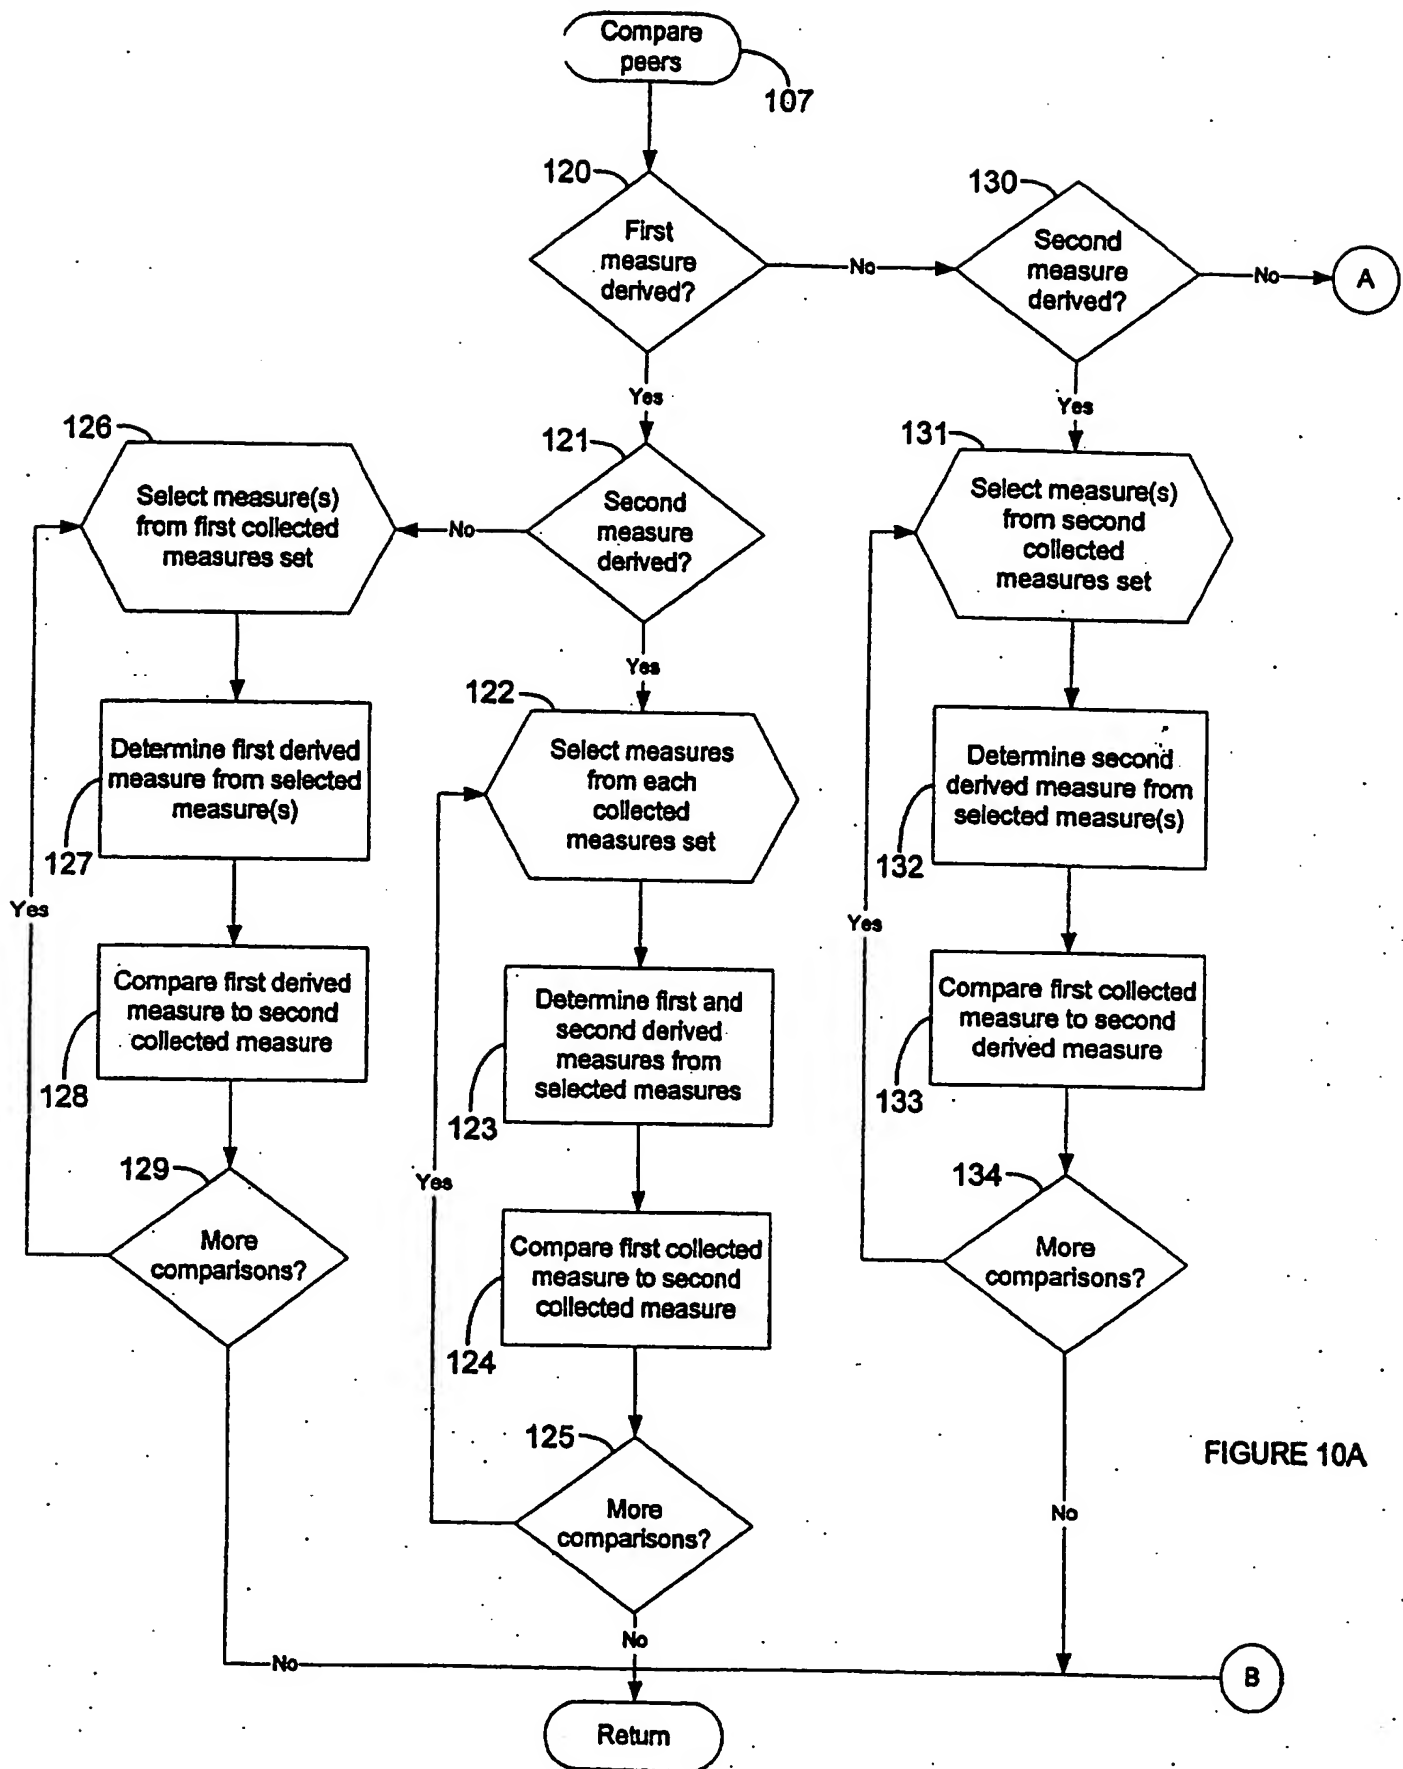 Compare
peers
107
120
First
measure
derived?
No
130
Second
measure
derived?
No
A
Yes
Yes
126
Select measure(s)
from first collected
measures set
No
121
Second
measure
derived?
131
Select measure(s)
from second
collected
measures set
Yes
127
Determine first derived
measure from selected
measure(s)
122
Select measures
from each
collected
measures set
132
Determine second
derived measure from
selected measure(s)
Yes
Yes
128
Compare first derived
measure to second
collected measure
123
Determine first and
second derived
measures from
selected measures
133
Compare first collected
measure to second
derived measure
129
More
comparisons?
Yes
124
Compare first collected
measure to second
collected measure
134
More
comparisons?
125
More
comparisons?
FIGURE 10A
No
No
No
B
Return